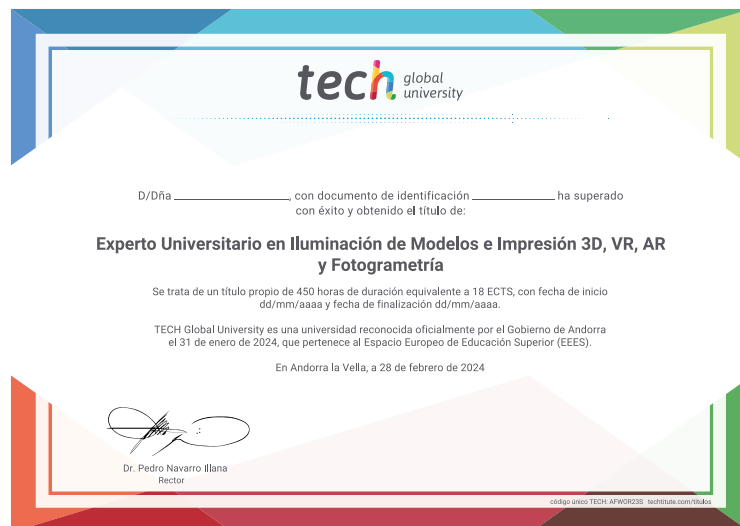 tech global
university
D/Dña ______________, con documento de identificación ______________ ha superado
con éxito y obtenido el título de:
Experto Universitario en Iluminación de Modelos e Impresión 3D, VR, AR
y Fotogrametría
Se trata de un título propio de 450 horas de duración equivalente a 18 ECTS, con fecha de inicio
dd/mm/aaaa y fecha de finalización dd/mm/aaaa.
TECH Global University es una universidad reconocida oficialmente por el Gobierno de Andorra
el 31 de enero de 2024, que pertenece al Espacio Europeo de Educación Superior (EEES).
En Andorra la Vella, a 28 de febrero de 2024
Dr. Pedro Navarro Illana
Rector
código único TECH: AFWOR23S techtitute.com/titulos